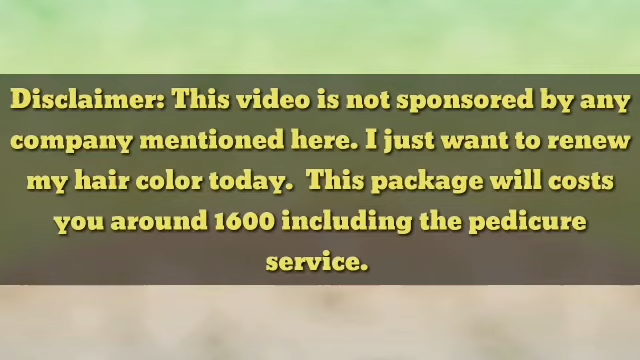 Disclaimer: This video is not sponsored by any
company mentioned here. I just want to renew
my hair color today.  This package will costs
you around 1600 including the pedicure
service.